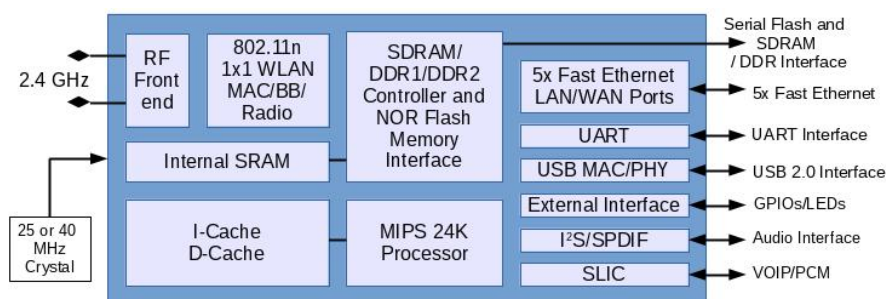 2.4 GHz
RF
Front
end
802.11n
1x1 WLAN
MAC/BB/
Radio
SDRAM/
DDR1/DDR2
Controller and
NOR Flash
Memory
Interface
Internal SRAM
25 or 40
MHz
Crystal
I-Cache
D-Cache
MIPS 24K
Processor
5x Fast Ethernet
LAN/WAN Ports
UART
USB MAC/PHY
External Interface
I²S/SPDIF
SLIC
Serial Flash and
SDRAM
/ DDR Interface
5x Fast Ethernet
UART Interface
USB 2.0 Interface
GPIOs/LEDs
Audio Interface
VOIP/PCM